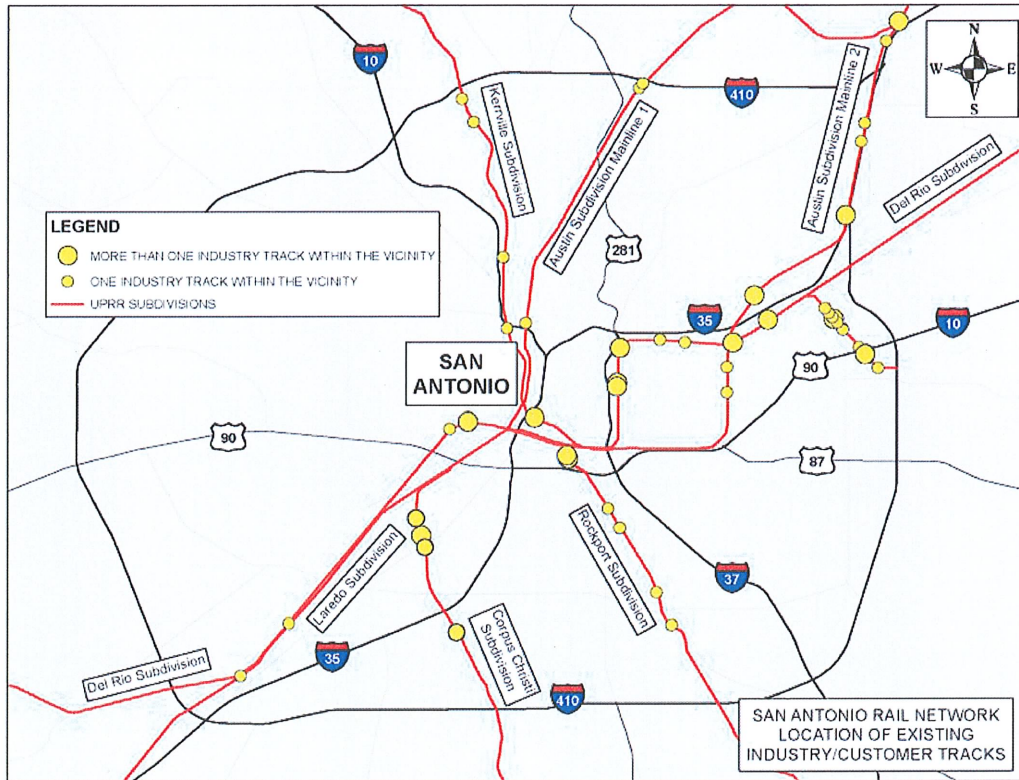 N
W
E
S
10
Kerrville Subdivision
Austin Subdivision Mainline 1
410
Austin Subdivision Mainline 2
Del Rio Subdivision
LEGEND
MORE THAN ONE INDUSTRY TRACK WITHIN THE VICINITY
ONE INDUSTRY TRACK WITHIN THE VICINITY
UPRR SUBDIVISIONS
281
35
10
90
SAN
ANTONIO
90
87
Laredo Subdivision
Rockport Subdivision
37
Corpus Christi
Subdivision
35
Del Rio Subdivision
410
SAN ANTONIO RAIL NETWORK
LOCATION OF EXISTING
INDUSTRY/CUSTOMER TRACKS